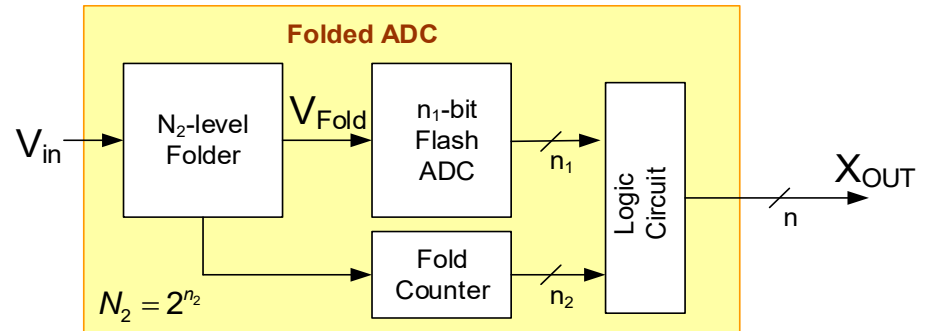 Folded ADC
V_in
N₂-level
Folder
V_Fold
n₁-bit
Flash
ADC
n₁
Fold
Counter
n₂
Logic
Circuit
X_OUT
n
N₂ = 2^{n₂}